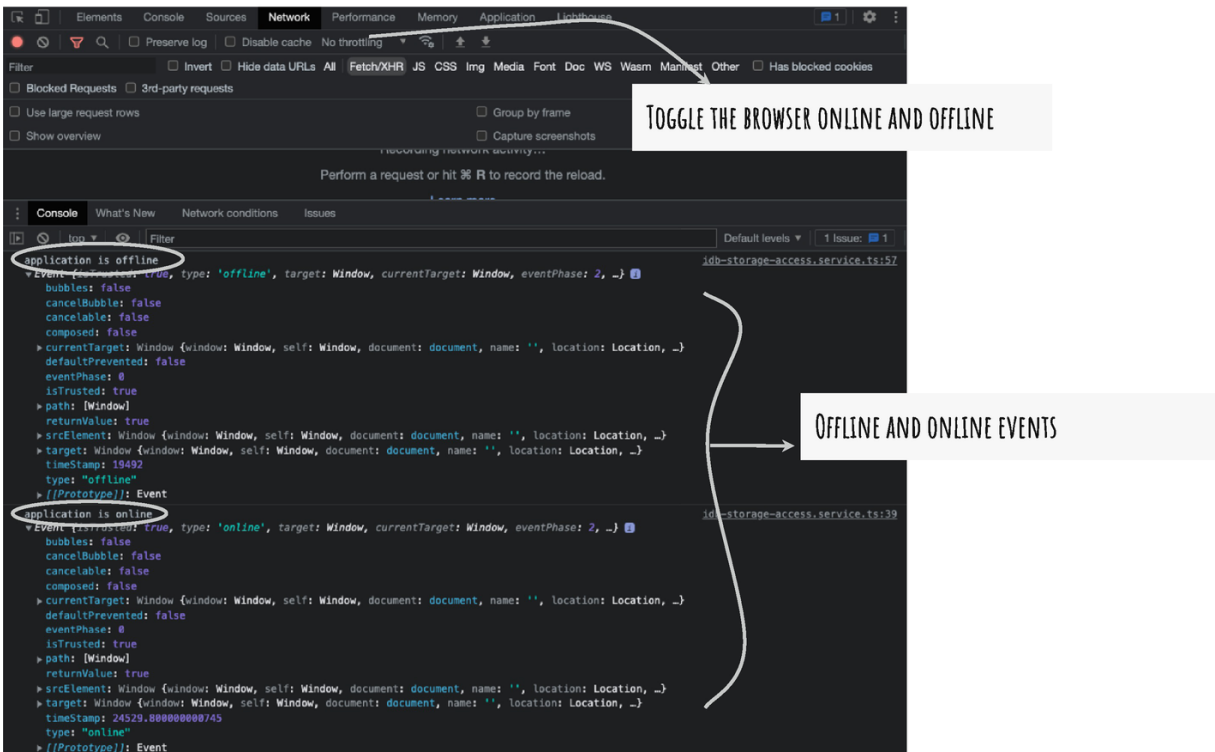 Elements Console Sources Network Performance Memory Application Lighthouse 1
Preserve log Disable cache No throttling
Filter Invert Hide data URLs All Fetch/XHR JS CSS Img Media Font Doc WS Wasm Manifest Other Has blocked cookies
Blocked Requests 3rd-party requests
Use large request rows Group by frame
Show overview Capture screenshots
TOGGLE THE BROWSER ONLINE AND OFFLINE
Recording network activity...
Perform a request or hit ⌘ R to record the reload.
Learn more
Console What's New Network conditions Issues
top Filter Default levels 1 Issue: 1
application is offline idb-storage-access.service.ts:57
Event {isTrusted: true, type: 'offline', target: Window, currentTarget: Window, eventPhase: 2, …}
bubbles: false
cancelBubble: false
cancelable: false
composed: false
currentTarget: Window {window: Window, self: Window, document: document, name: '', location: Location, …}
defaultPrevented: false
eventPhase: 0
isTrusted: true
path: [Window]
returnValue: true
srcElement: Window {window: Window, self: Window, document: document, name: '', location: Location, …}
target: Window {window: Window, self: Window, document: document, name: '', location: Location, …}
timeStamp: 19492
type: "offline"
[[Prototype]]: Event
OFFLINE AND ONLINE EVENTS
application is online idb-storage-access.service.ts:39
Event {isTrusted: true, type: 'online', target: Window, currentTarget: Window, eventPhase: 2, …}
bubbles: false
cancelBubble: false
cancelable: false
composed: false
currentTarget: Window {window: Window, self: Window, document: document, name: '', location: Location, …}
defaultPrevented: false
eventPhase: 0
isTrusted: true
path: [Window]
returnValue: true
srcElement: Window {window: Window, self: Window, document: document, name: '', location: Location, …}
target: Window {window: Window, self: Window, document: document, name: '', location: Location, …}
timeStamp: 24529.800000000745
type: "online"
[[Prototype]]: Event